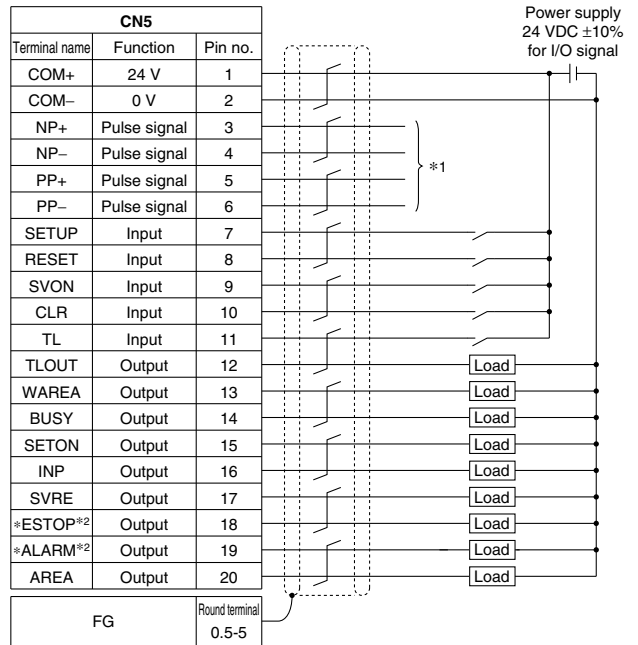 Power supply
24 VDC ±10%
for I/O signal
CN5
Terminal name Function Pin no.
COM+ 24 V 1
COM− 0 V 2
NP+ Pulse signal 3
NP− Pulse signal 4
PP+ Pulse signal 5
PP− Pulse signal 6
*1
SETUP Input 7
RESET Input 8
SVON Input 9
CLR Input 10
TL Input 11
TLOUT Output 12 Load
WAREA Output 13 Load
BUSY Output 14 Load
SETON Output 15 Load
INP Output 16 Load
SVRE Output 17 Load
*ESTOP*2 Output 18 Load
*ALARM*2 Output 19 Load
AREA Output 20 Load
FG Round terminal
0.5-5